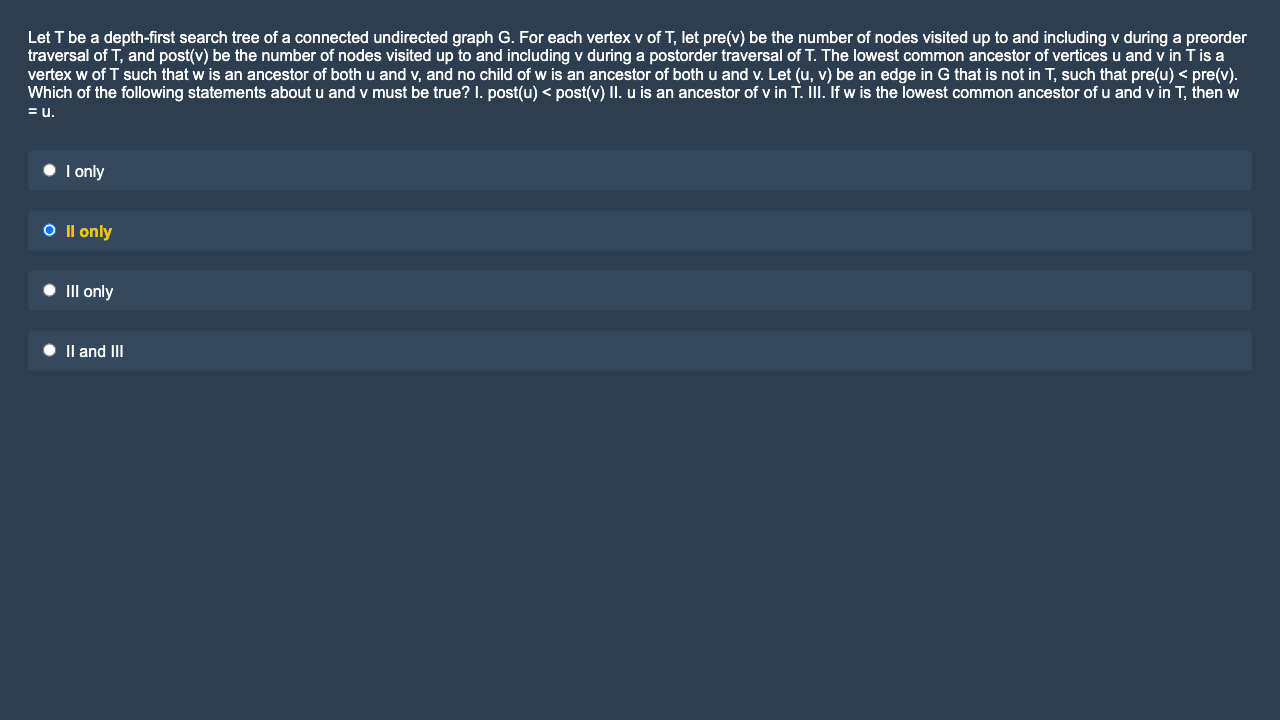 Let T be a depth-first search tree of a connected undirected graph G. For each vertex v of T, let pre(v) be the number of nodes visited up to and including v during a preorder
traversal of T, and post(v) be the number of nodes visited up to and including v during a postorder traversal of T. The lowest common ancestor of vertices u and v in T is a
vertex w of T such that w is an ancestor of both u and v, and no child of w is an ancestor of both u and v. Let (u, v) be an edge in G that is not in T, such that pre(u) < pre(v).
Which of the following statements about u and v must be true? I. post(u) < post(v) II. u is an ancestor of v in T. III. If w is the lowest common ancestor of u and v in T, then w
= u.
I only
II only
III only
II and III